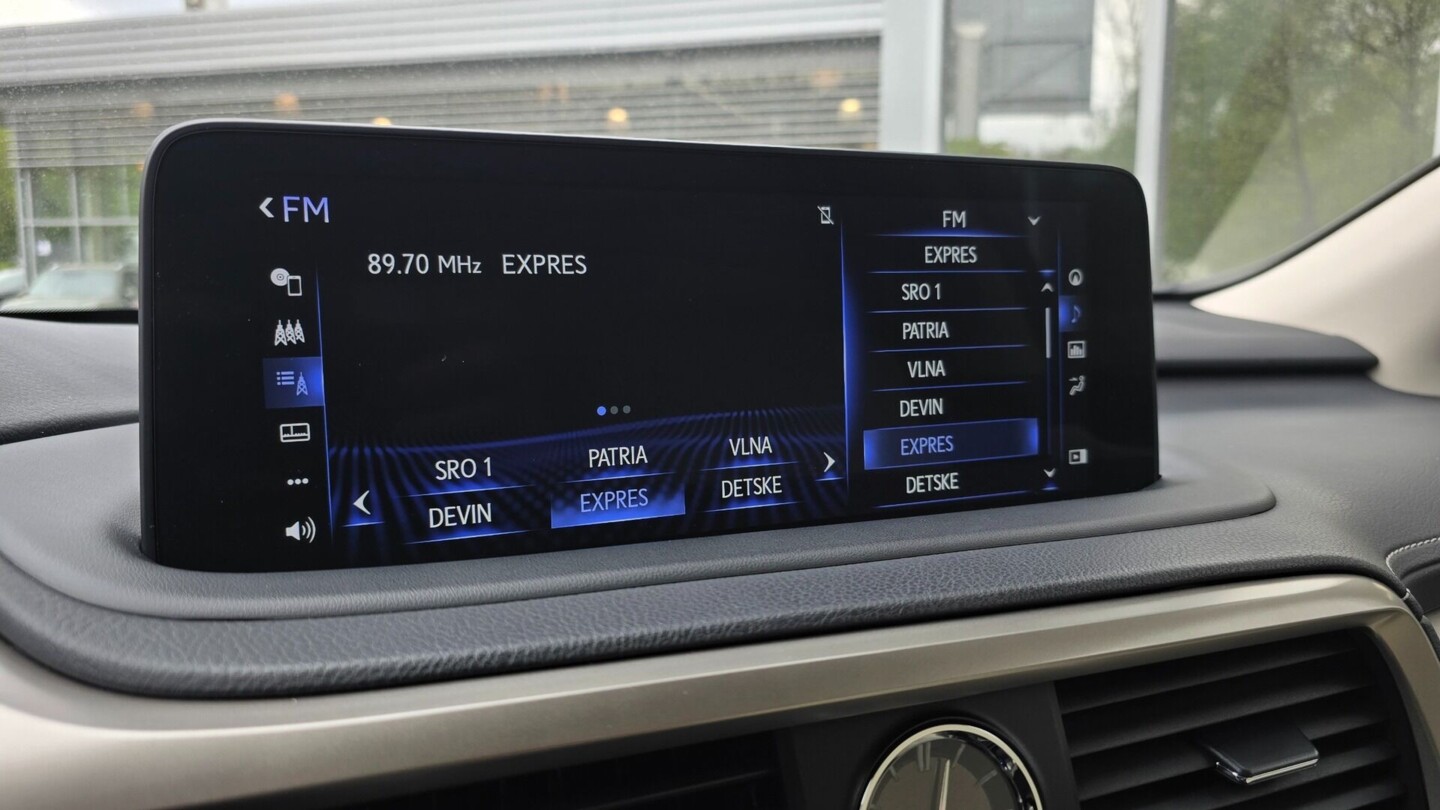 FM
89.70 MHz EXPRES
SRO 1
PATRIA
VLNA
DEVIN
EXPRES
DETSKE
FM
EXPRES
SRO 1
PATRIA
VLNA
DEVIN
EXPRES
DETSKE